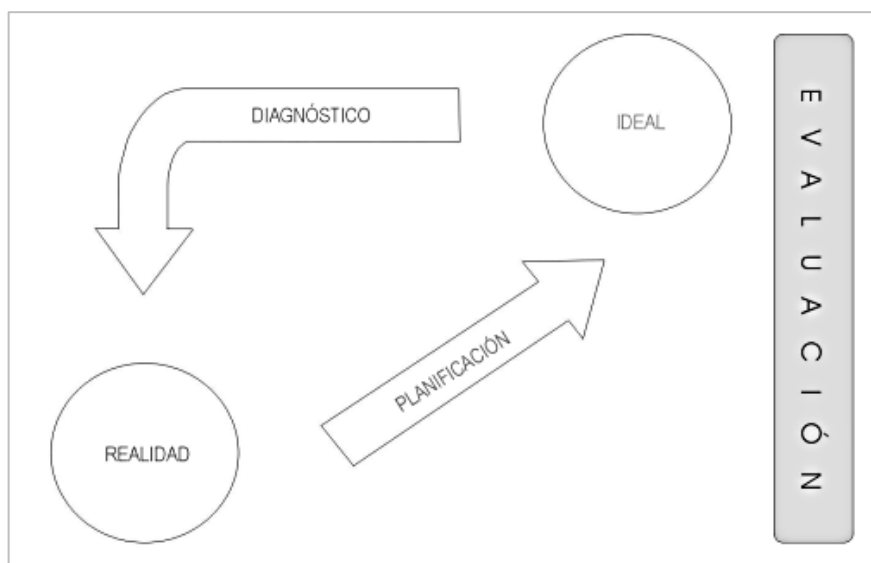 DIAGNÓSTICO
IDEAL
PLANIFICACIÓN
REALIDAD
EVALUACIÓN